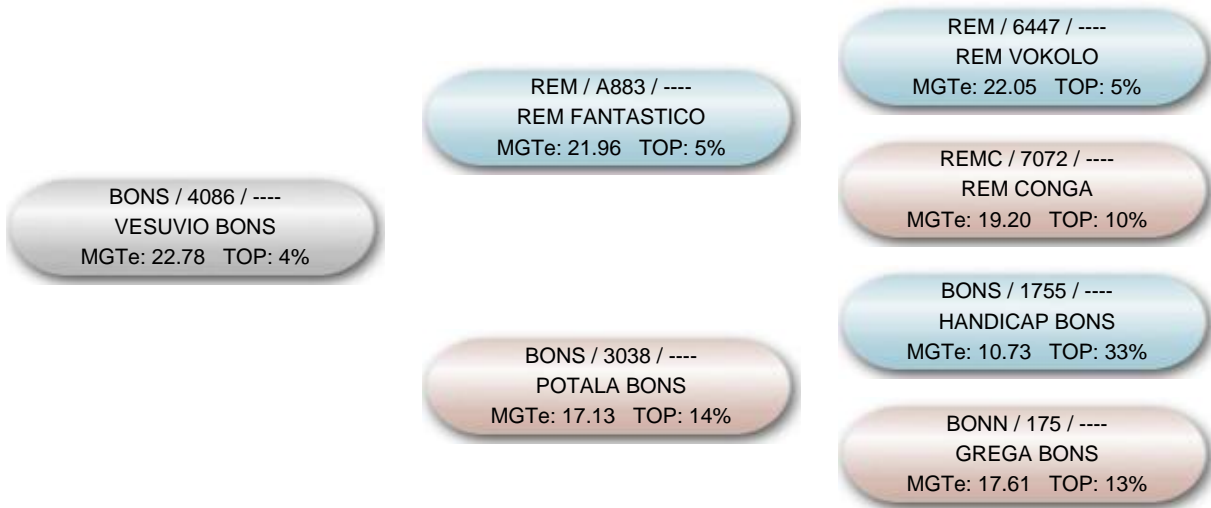 BONS / 4086 / ----
VESUVIO BONS
MGTe: 22.78 TOP: 4%
REM / A883 / ----
REM FANTASTICO
MGTe: 21.96 TOP: 5%
BONS / 3038 / ----
POTALA BONS
MGTe: 17.13 TOP: 14%
REM / 6447 / ----
REM VOKOLO
MGTe: 22.05 TOP: 5%
REMC / 7072 / ----
REM CONGA
MGTe: 19.20 TOP: 10%
BONS / 1755 / ----
HANDICAP BONS
MGTe: 10.73 TOP: 33%
BONN / 175 / ----
GREGA BONS
MGTe: 17.61 TOP: 13%